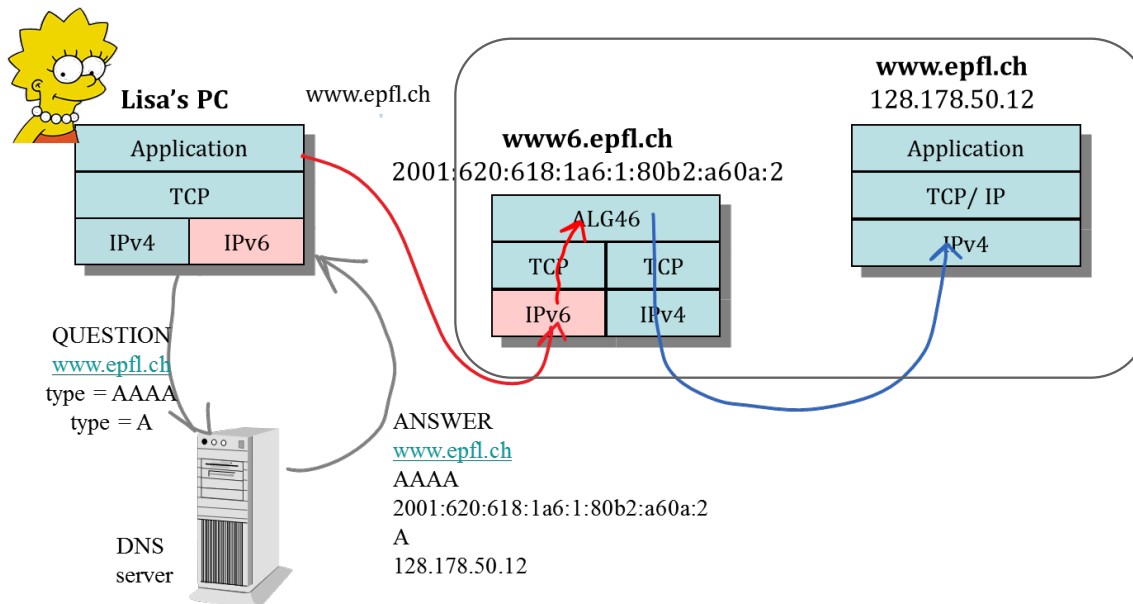 Lisa's PC
www.epfl.ch
Application
TCP
IPv4
IPv6
www6.epfl.ch
2001:620:618:1a6:1:80b2:a60a:2
ALG46
TCP
TCP
IPv6
IPv4
www.epfl.ch
128.178.50.12
Application
TCP/ IP
IPv4
QUESTION
www.epfl.ch
type = AAAA
type = A
DNS
server
ANSWER
www.epfl.ch
AAAA
2001:620:618:1a6:1:80b2:a60a:2
A
128.178.50.12